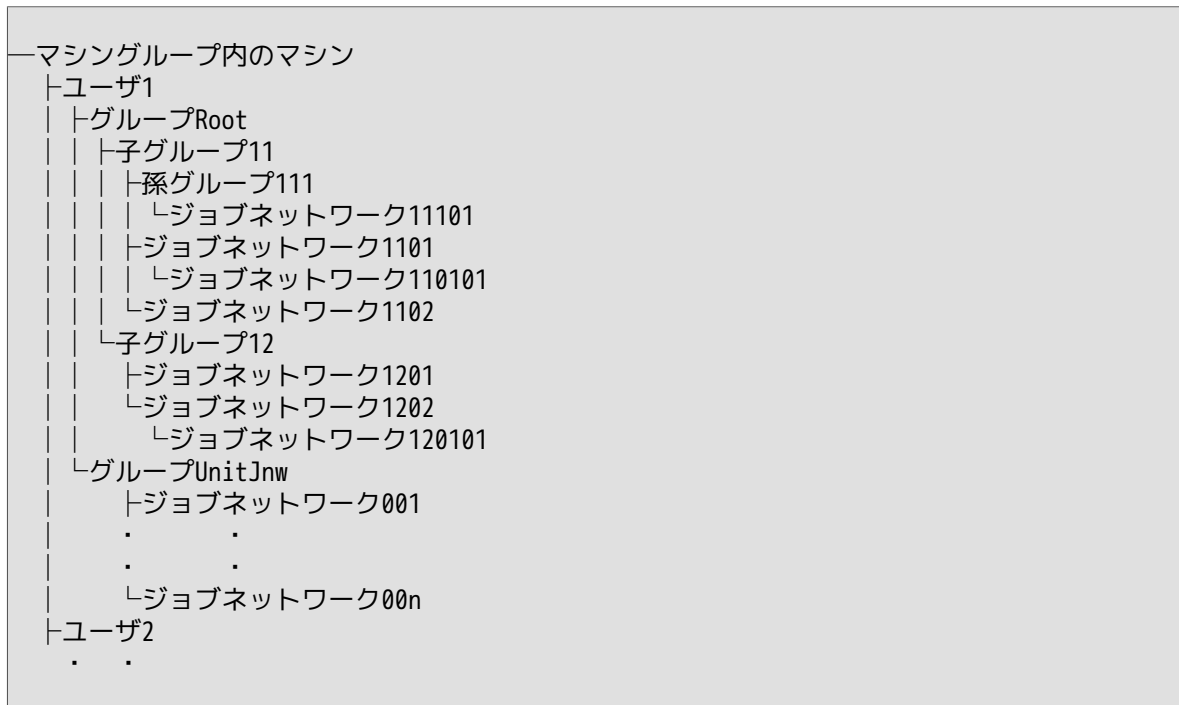 ─マシングループ内のマシン
├ユーザ1
│ ├グループRoot
│ │ ├子グループ11
│ │ │ ├孫グループ111
│ │ │ │ └ジョブネットワーク11101
│ │ │ ├ジョブネットワーク1101
│ │ │ │ └ジョブネットワーク110101
│ │ │ └ジョブネットワーク1102
│ │ └子グループ12
│ │   ├ジョブネットワーク1201
│ │   └ジョブネットワーク1202
│ │     └ジョブネットワーク120101
│ └グループUnitJnw
│     ├ジョブネットワーク001
│     ・    ・
│     ・    ・
│     └ジョブネットワーク00n
├ユーザ2
 ・  ・